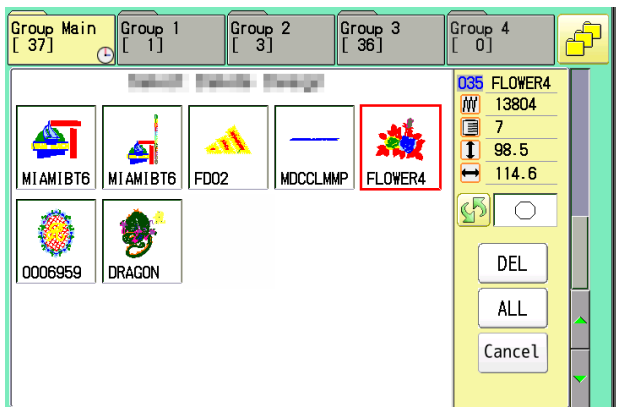 Group Main
[ 37]
Group 1
[ 1]
Group 2
[ 3]
Group 3
[ 36]
Group 4
[ 0]
035 FLOWER4
13804
7
98.5
114.6
MIAMIBT6
MIAMIBT6
FD02
MDCCLMMP
FLOWER4
0006959
DRAGON
DEL
ALL
Cancel